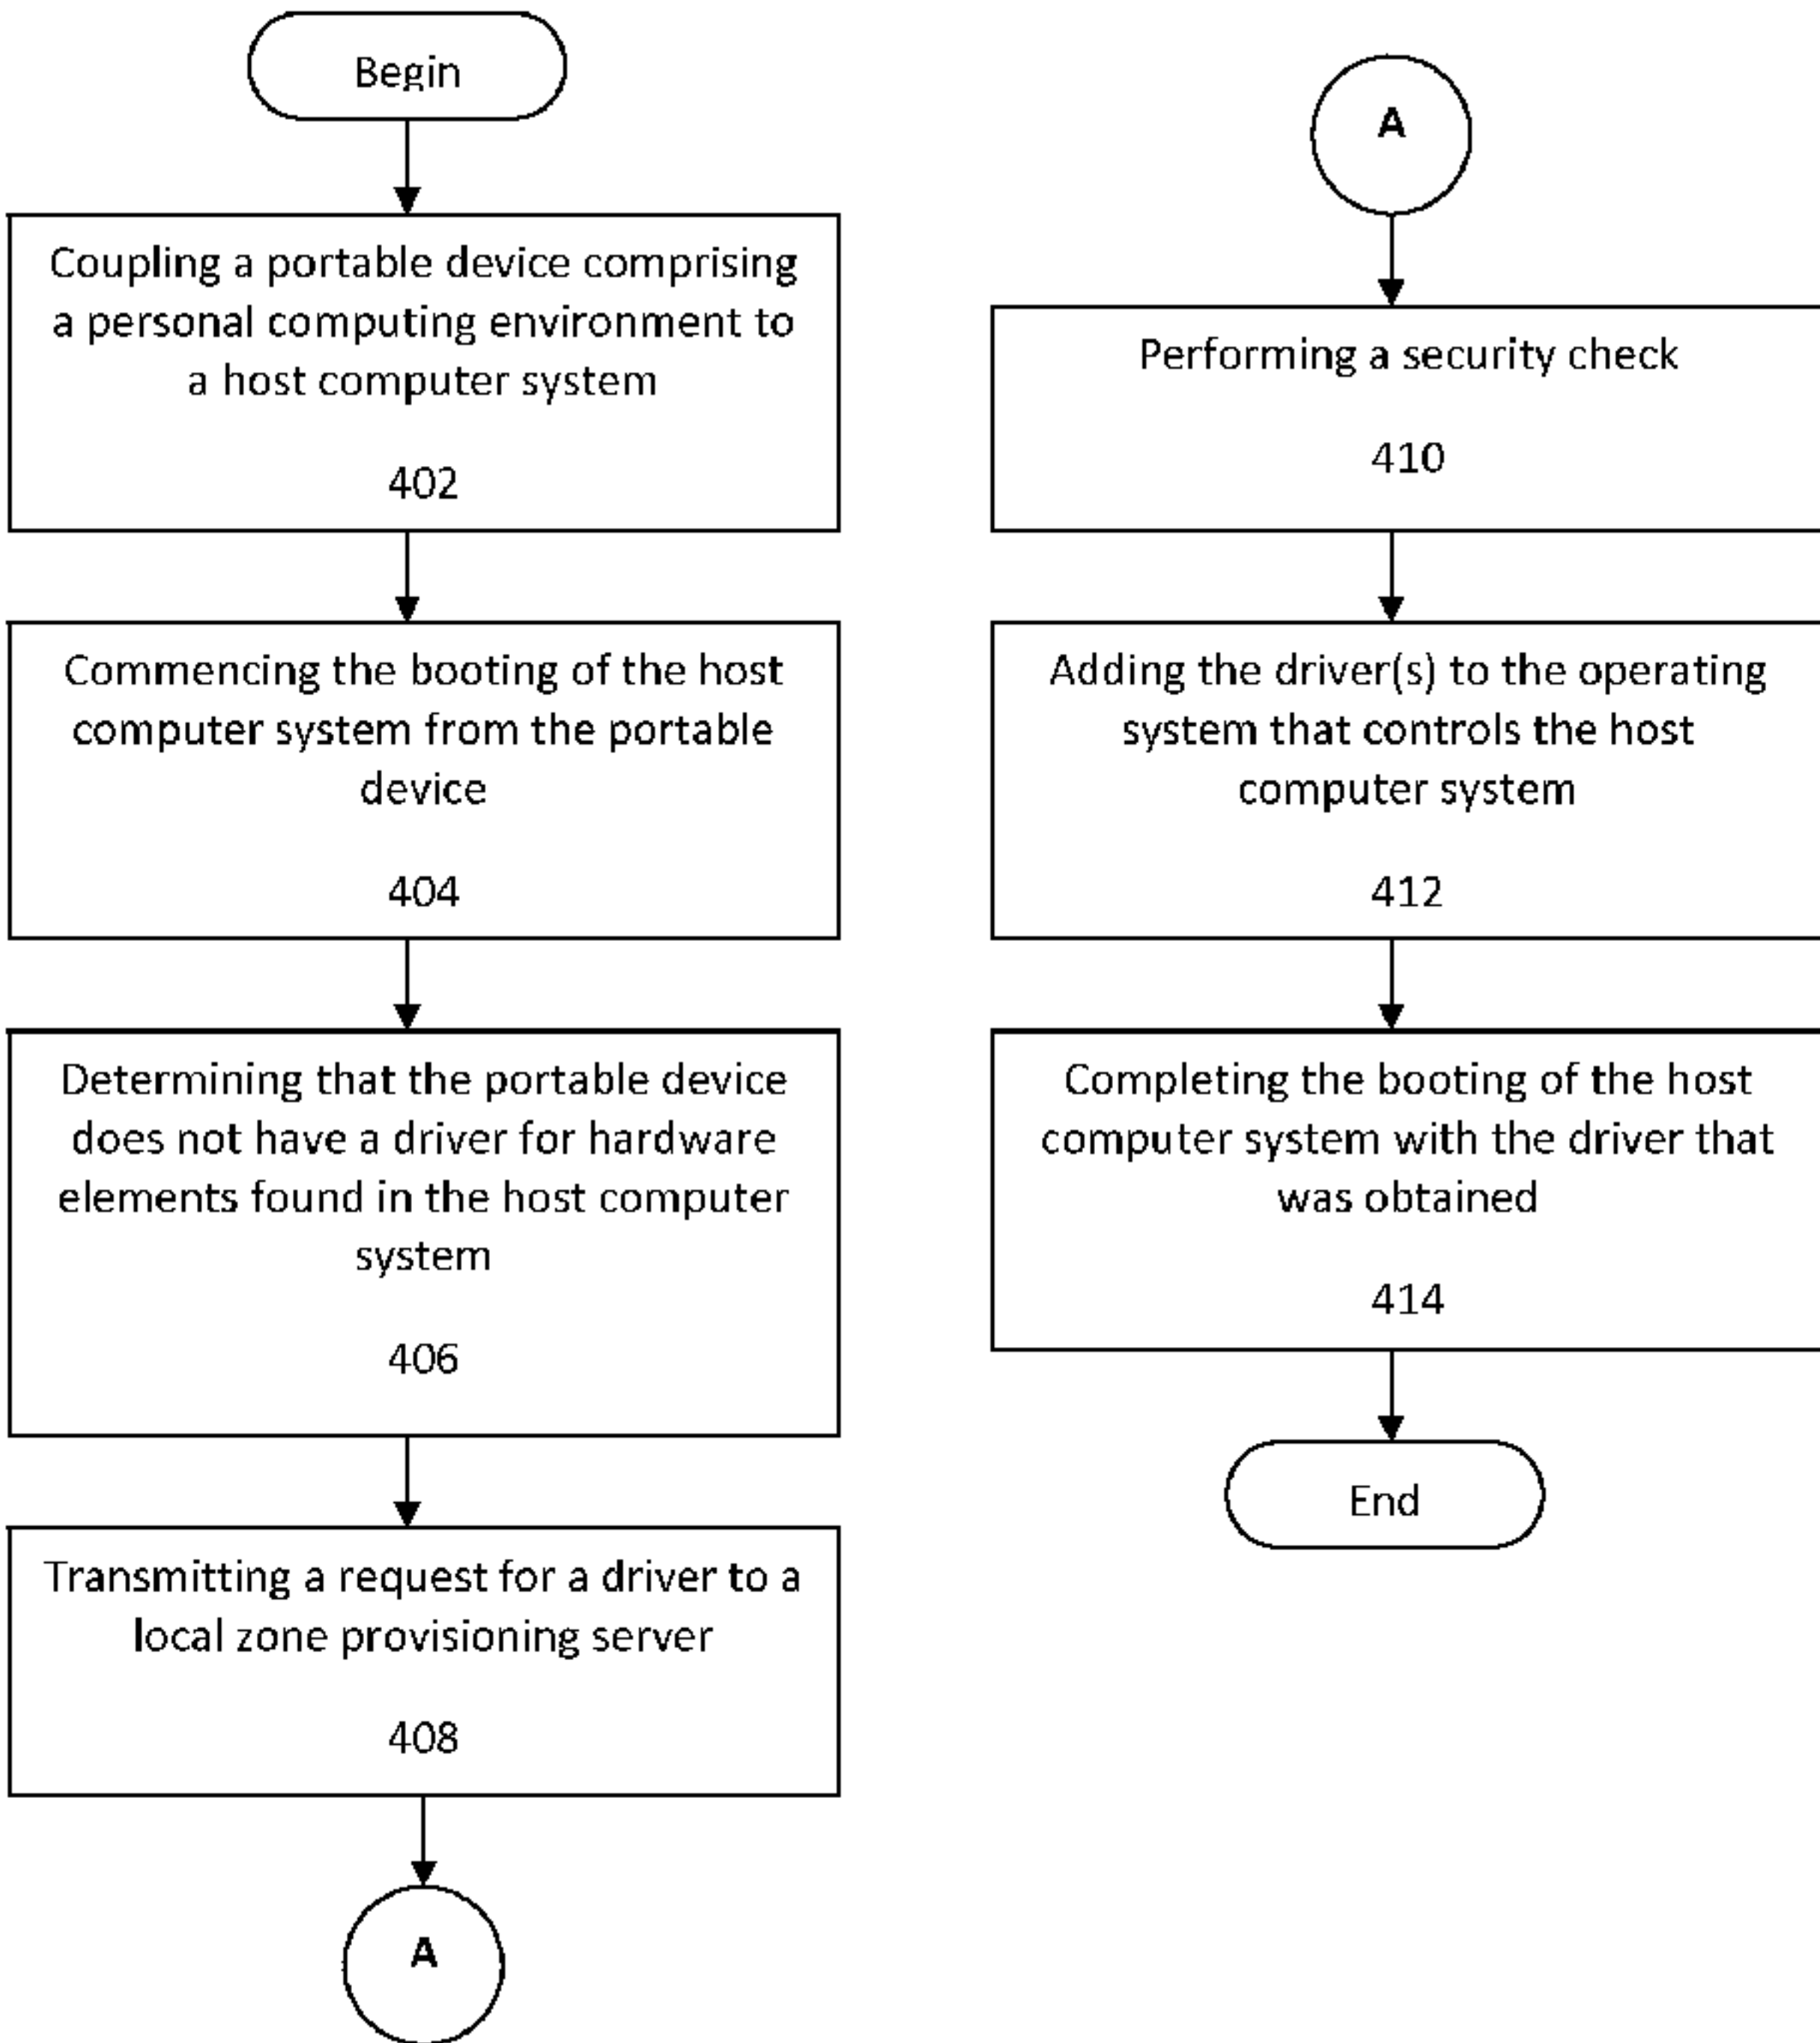 Begin
Coupling a portable device comprising
a personal computing environment to
a host computer system
402
Commencing the booting of the host
computer system from the portable
device
404
Determining that the portable device
does not have a driver for hardware
elements found in the host computer
system
406
Transmitting a request for a driver to a
local zone provisioning server
408
A
A
Performing a security check
410
Adding the driver(s) to the operating
system that controls the host
computer system
412
Completing the booting of the host
computer system with the driver that
was obtained
414
End